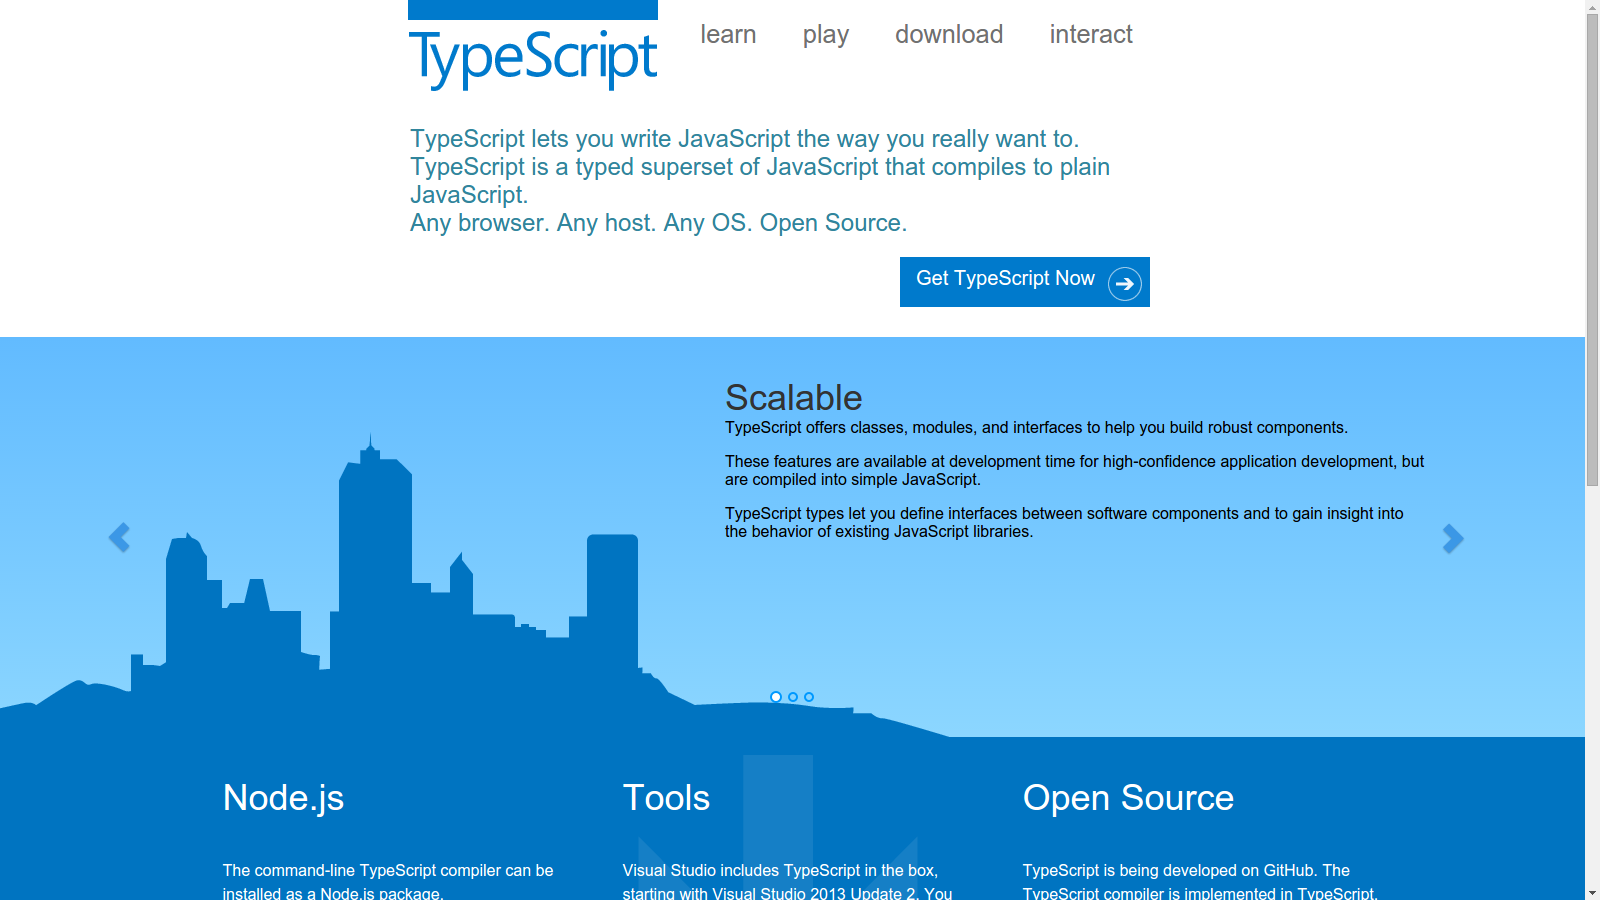 TypeScript
learn
play
download
interact
TypeScript lets you write JavaScript the way you really want to.
TypeScript is a typed superset of JavaScript that compiles to plain
JavaScript.
Any browser. Any host. Any OS. Open Source.
Get TypeScript Now
Scalable
TypeScript offers classes, modules, and interfaces to help you build robust components.
These features are available at development time for high-confidence application development, but
are compiled into simple JavaScript.
TypeScript types let you define interfaces between software components and to gain insight into
the behavior of existing JavaScript libraries.
Node.js
The command-line TypeScript compiler can be
installed as a Node.js package.
Tools
Visual Studio includes TypeScript in the box,
starting with Visual Studio 2013 Update 2. You
Open Source
TypeScript is being developed on GitHub. The
TypeScript compiler is implemented in TypeScript,